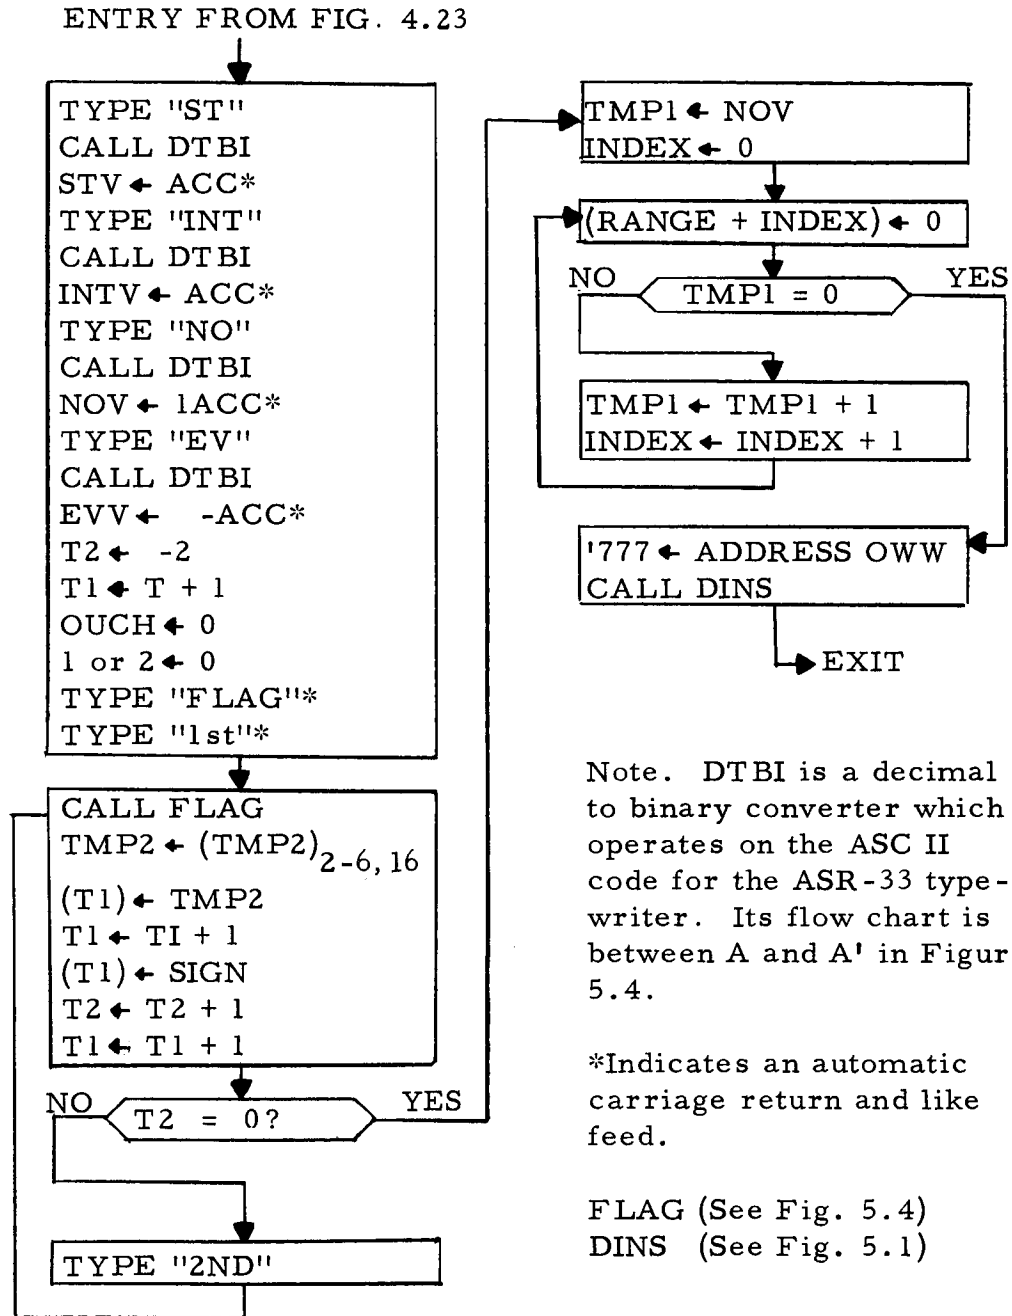 ENTRY FROM FIG. 4.23
TYPE "ST"
CALL DTBI
STV ← ACC*
TYPE "INT"
CALL DTBI
INTV ← ACC*
TYPE "NO"
CALL DTBI
NOV ← 1ACC*
TYPE "EV"
CALL DTBI
EVV ← -ACC*
T2 ← -2
T1 ← T + 1
OUCH ← 0
1 or 2 ← 0
TYPE "FLAG"*
TYPE "1st"*
CALL FLAG
TMP2 ← (TMP2)2-6, 16
(T1) ← TMP2
T1 ← TI + 1
(T1) ← SIGN
T2 ← T2 + 1
T1 ← T1 + 1
NO
T2 = 0?
YES
TYPE "2ND"
TMP1 ← NOV
INDEX ← 0
(RANGE + INDEX) ← 0
NO
TMP1 = 0
YES
TMP1 ← TMP1 + 1
INDEX ← INDEX + 1
'777 ← ADDRESS OWW
CALL DINS
EXIT
Note. DTBI is a decimal
to binary converter which
operates on the ASC II
code for the ASR-33 type-
writer. Its flow chart is
between A and A' in Figur
5.4.
*Indicates an automatic
carriage return and like
feed.
FLAG (See Fig. 5.4)
DINS (See Fig. 5.1)